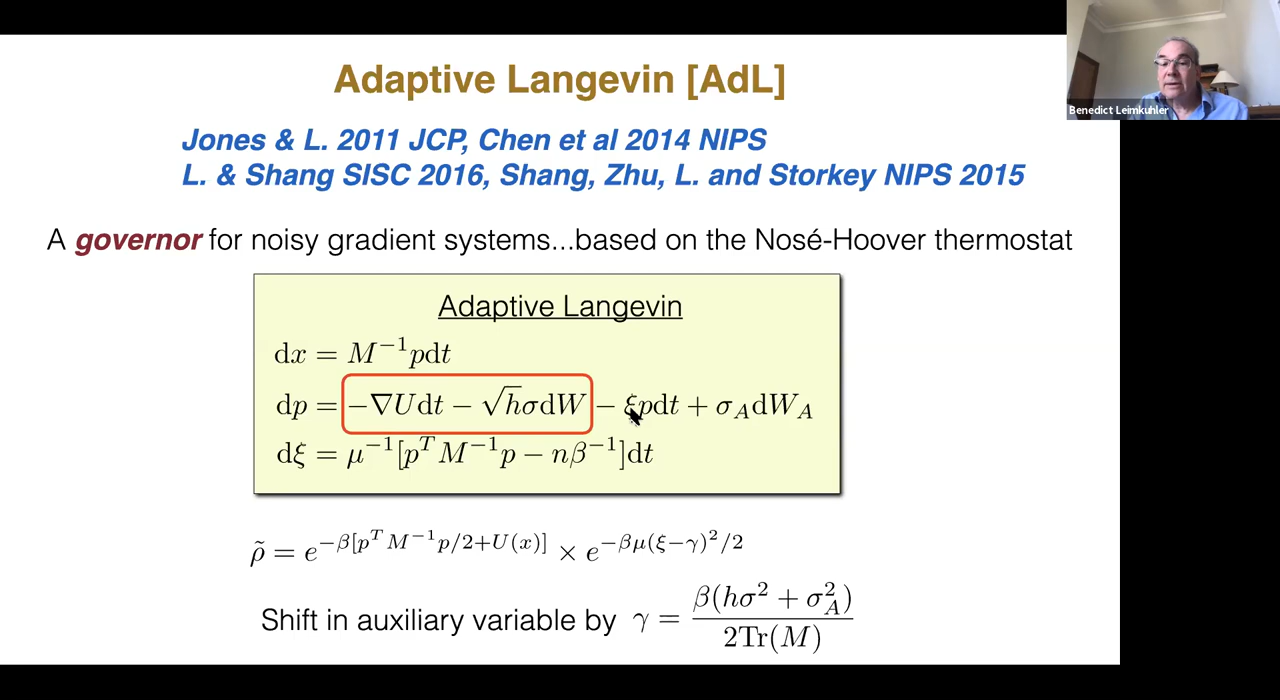 Adaptive Langevin [AdL]
Benedict Leimkuhler
Jones & L. 2011 JCP, Chen et al 2014 NIPS
L. & Shang SISC 2016, Shang, Zhu, L. and Storkey NIPS 2015
A governor for noisy gradient systems...based on the Nosé-Hoover thermostat
Adaptive Langevin
dx = M⁻¹pdt
dp = −∇Udt − √hσdW − ξpdt + σ_A dW_A
dξ = μ⁻¹[pᵀM⁻¹p − nβ⁻¹]dt
ρ̃ = e^{−β[pᵀM⁻¹p/2+U(x)]} × e^{−βμ(ξ−γ)²/2}
Shift in auxiliary variable by γ = β(hσ² + σ_A²) / 2Tr(M)